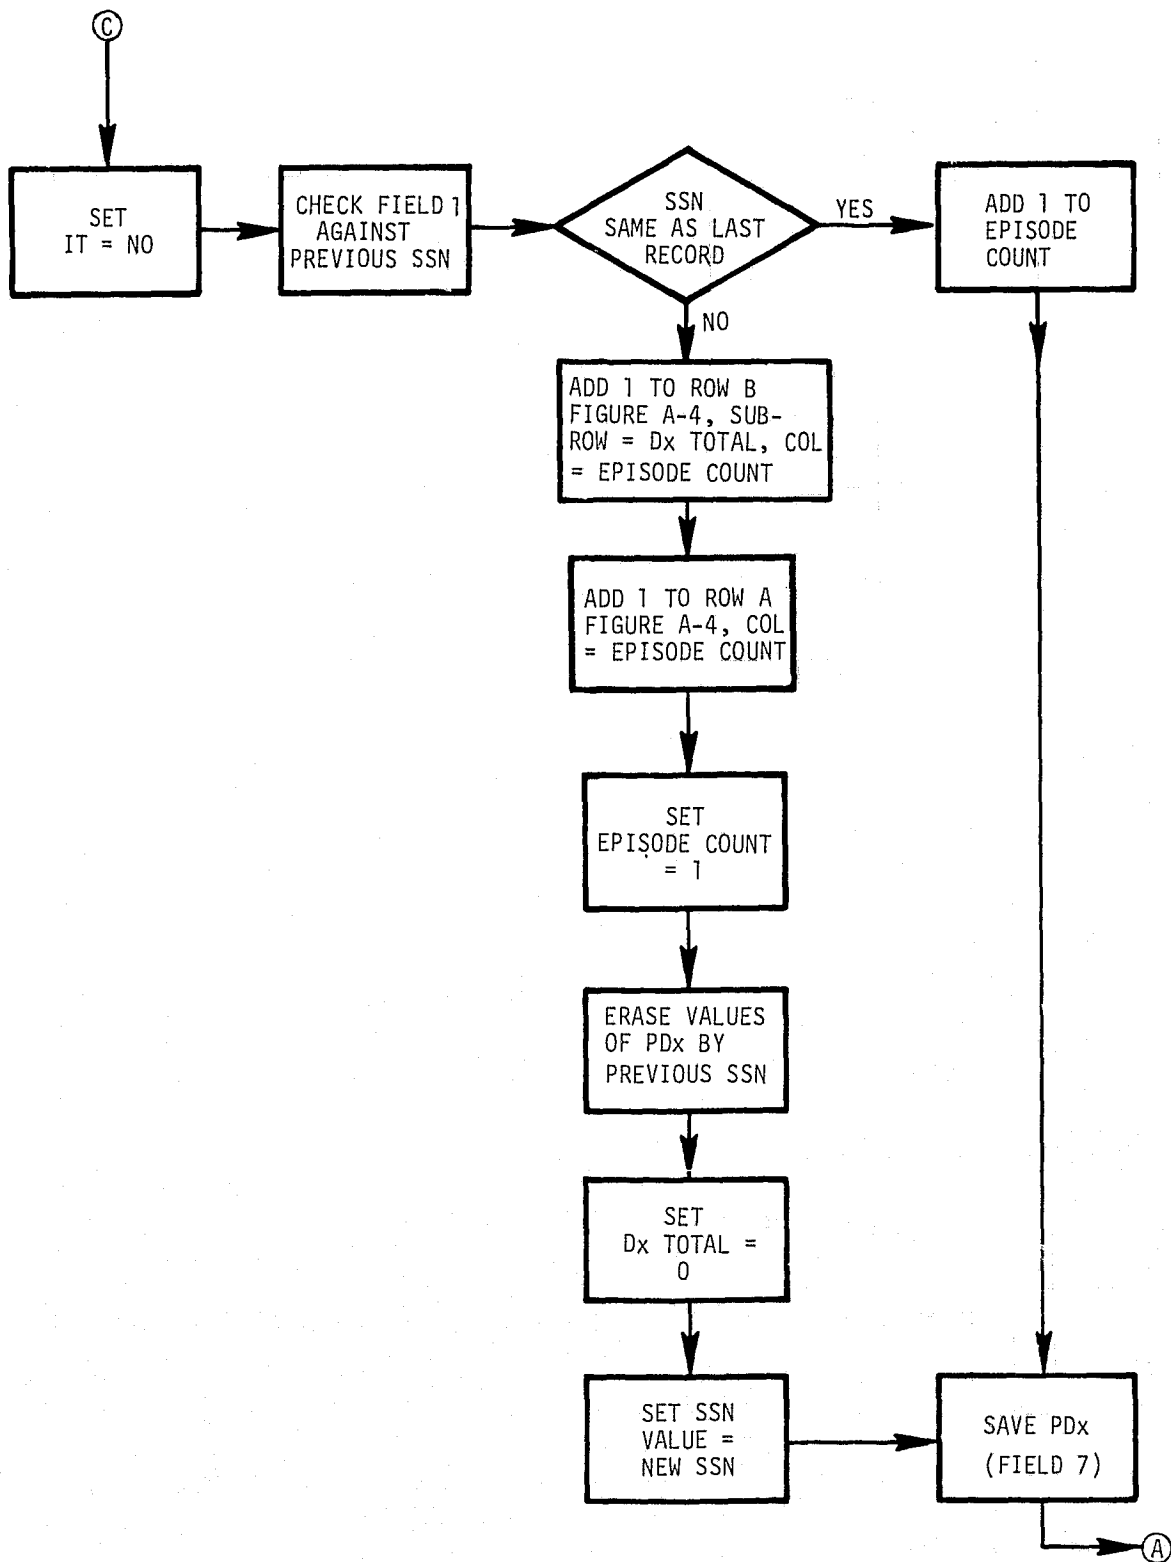 C
SET
IT = NO
CHECK FIELD 1
AGAINST
PREVIOUS SSN
SSN
SAME AS LAST
RECORD
YES
ADD 1 TO
EPISODE
COUNT
NO
ADD 1 TO ROW B
FIGURE A-4, SUB-
ROW = Dx TOTAL, COL
= EPISODE COUNT
ADD 1 TO ROW A
FIGURE A-4, COL
= EPISODE COUNT
SET
EPISODE COUNT
= 1
ERASE VALUES
OF PDx BY
PREVIOUS SSN
SET
Dx TOTAL =
0
SET SSN
VALUE =
NEW SSN
SAVE PDx
(FIELD 7)
A